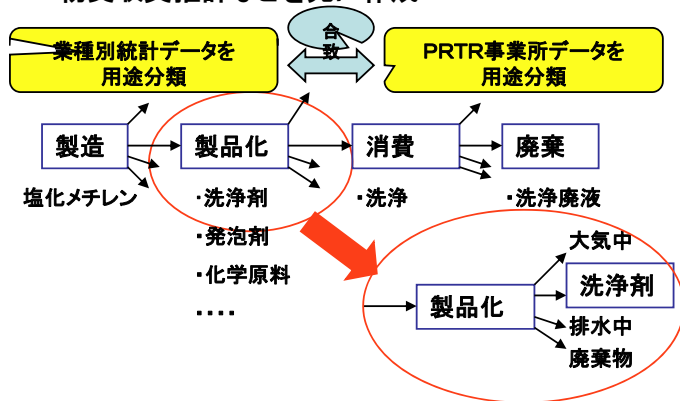 業種別統計データを
用途分類
合
数
PRTR事業所データを
用途分類
製造
製品化
消費
廃棄
塩化メチレン
・洗浄剤
・発泡剤
・化学原料
・・・・
・洗浄
・洗浄廃液
大気中
洗浄剤
製品化
排水中
廃棄物